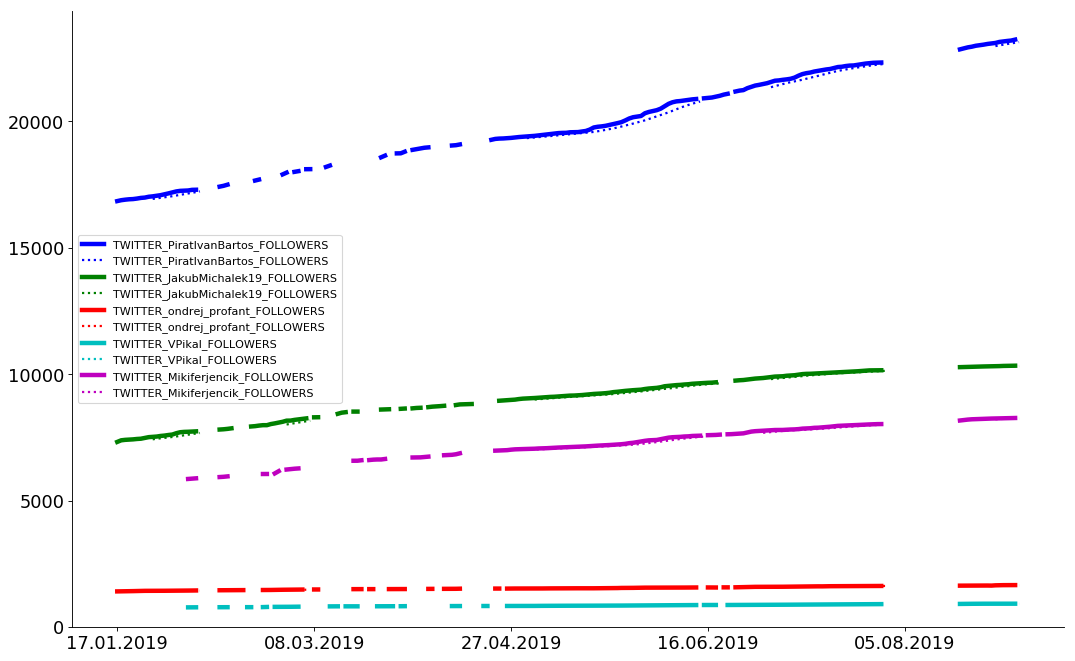 20000
15000
10000
5000
0
TWITTER_PiratIvanBartos_FOLLOWERS
TWITTER_PiratIvanBartos_FOLLOWERS
TWITTER_JakubMichalek19_FOLLOWERS
TWITTER_JakubMichalek19_FOLLOWERS
TWITTER_ondrej_profant_FOLLOWERS
TWITTER_ondrej_profant_FOLLOWERS
TWITTER_VPikal_FOLLOWERS
TWITTER_VPikal_FOLLOWERS
TWITTER_Mikiferjencik_FOLLOWERS
TWITTER_Mikiferjencik_FOLLOWERS
17.01.2019 08.03.2019 27.04.2019 16.06.2019 05.08.2019